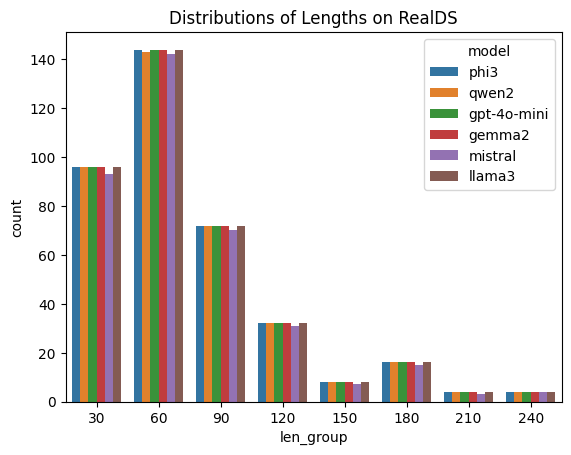 Distributions of Lengths on RealDS
model
phi3
qwen2
gpt-4o-mini
gemma2
mistral
llama3
count
140
120
100
80
60
40
20
0
30 60 90 120 150 180 210 240
len_group